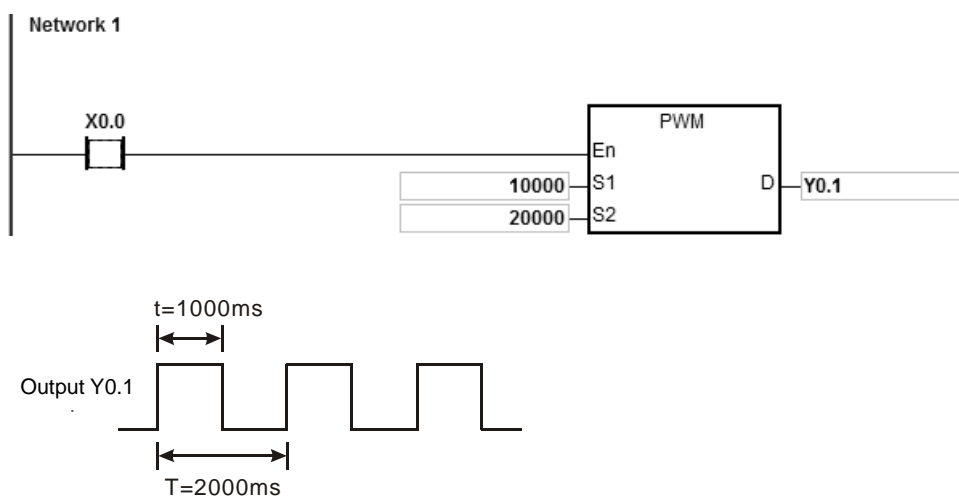 Network 1
X0.0
PWM
En
10000 S1 D Y0.1
20000 S2
t=1000ms
Output Y0.1
T=2000ms